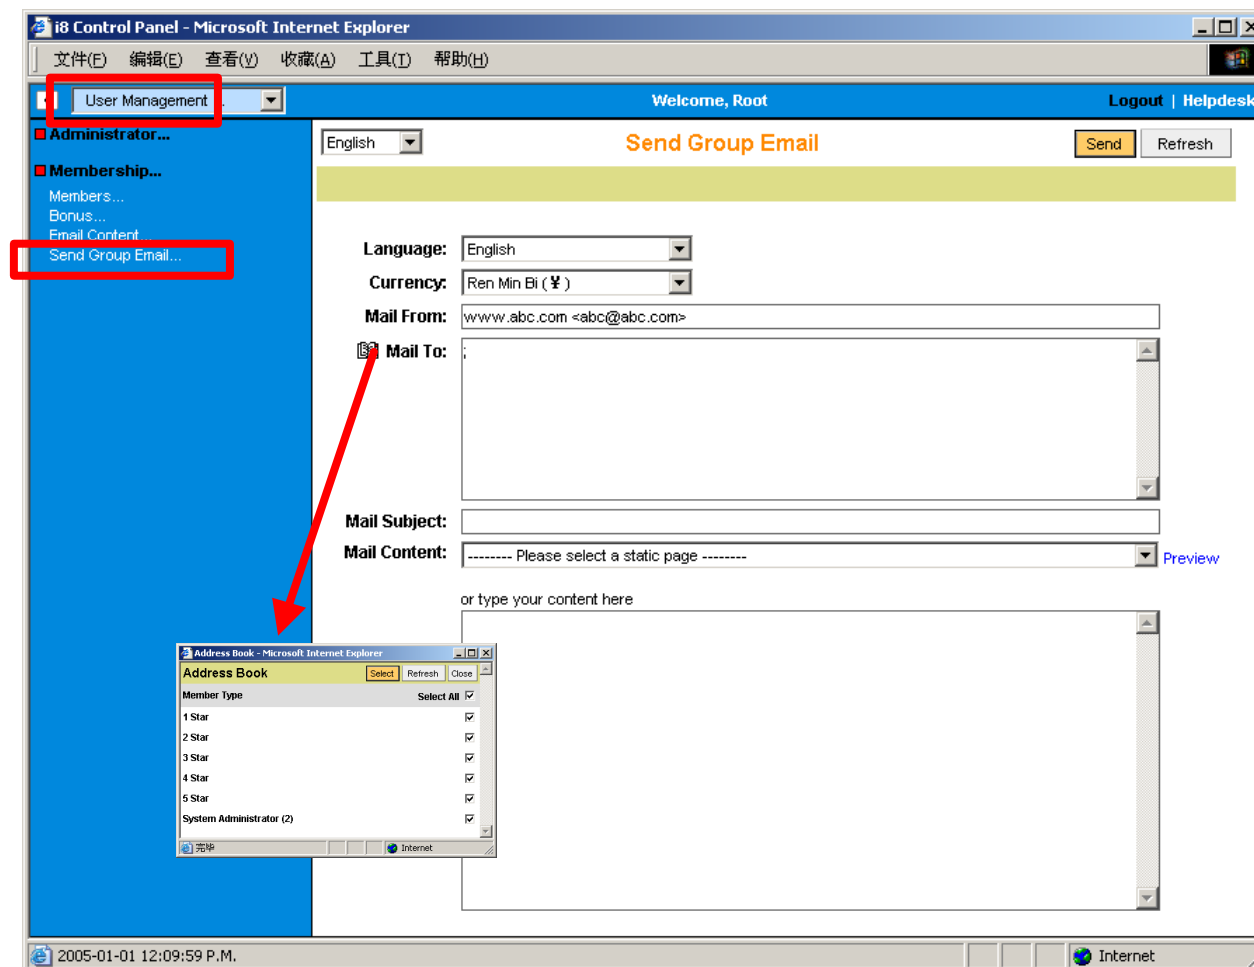 i8 Control Panel - Microsoft Internet Explorer
文件(F) 编辑(E) 查看(V) 收藏(A) 工具(T) 帮助(H)
User Management
Welcome, Root
Logout | Helpdesk
Administrator...
Membership...
Members...
Bonus...
Email Content...
Send Group Email...
English
Send Group Email
Send Refresh
Language: English
Currency: Ren Min Bi ( ¥ )
Mail From: www.abc.com <abc@abc.com>
Mail To: ;
Mail Subject:
Mail Content: -------- Please select a static page -------- Preview
or type your content here
Address Book - Microsoft Internet Explorer
Address Book Select Refresh Close
Member Type Select All
1 Star
2 Star
3 Star
4 Star
5 Star
System Administrator (2)
完毕 Internet
2005-01-01 12:09:59 P.M. Internet